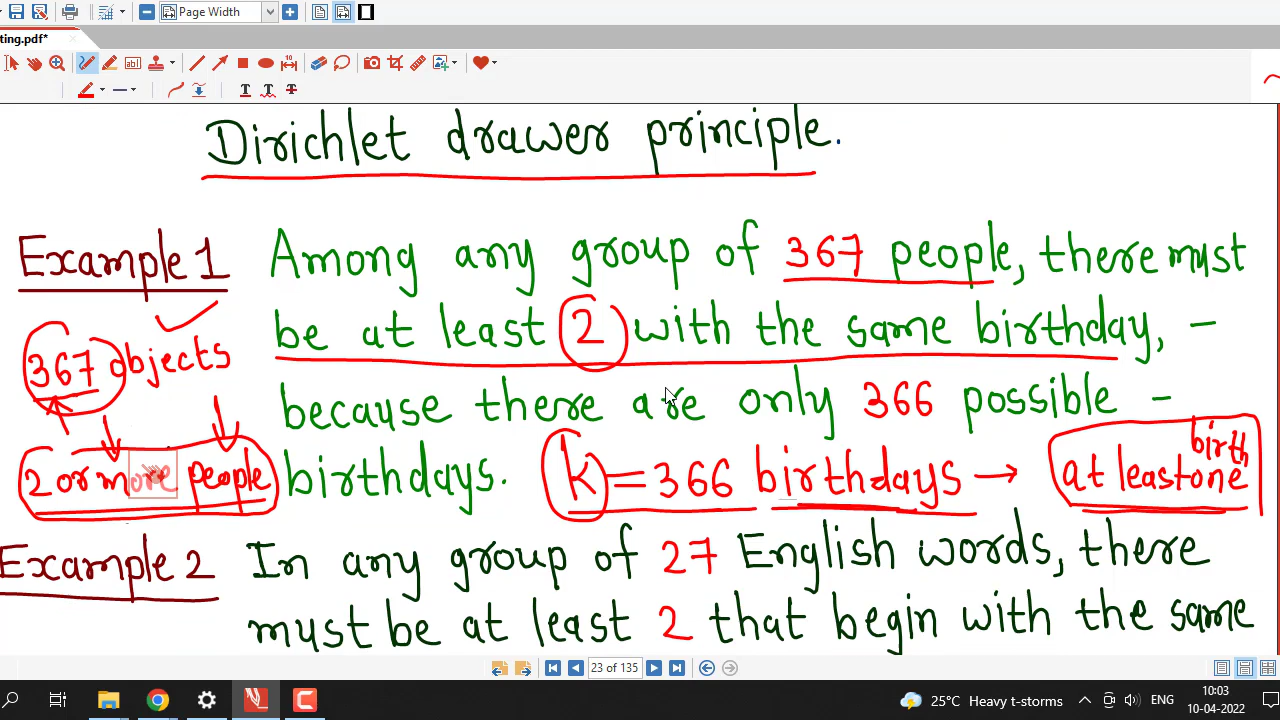 Page Width
ting.pdf*
Dirichlet drawer principle.
Example 1
Among any group of 367 people, there must
be at least 2 with the same birthday, -
because there are only 366 possible -
birthdays.
367 objects
2 or more people
k = 366 birthdays → at least one
birth
Example 2
In any group of 27 English words, there
must be at least 2 that begin with the same
23 of 135
25°C Heavy t-storms
ENG
10:03
10-04-2022